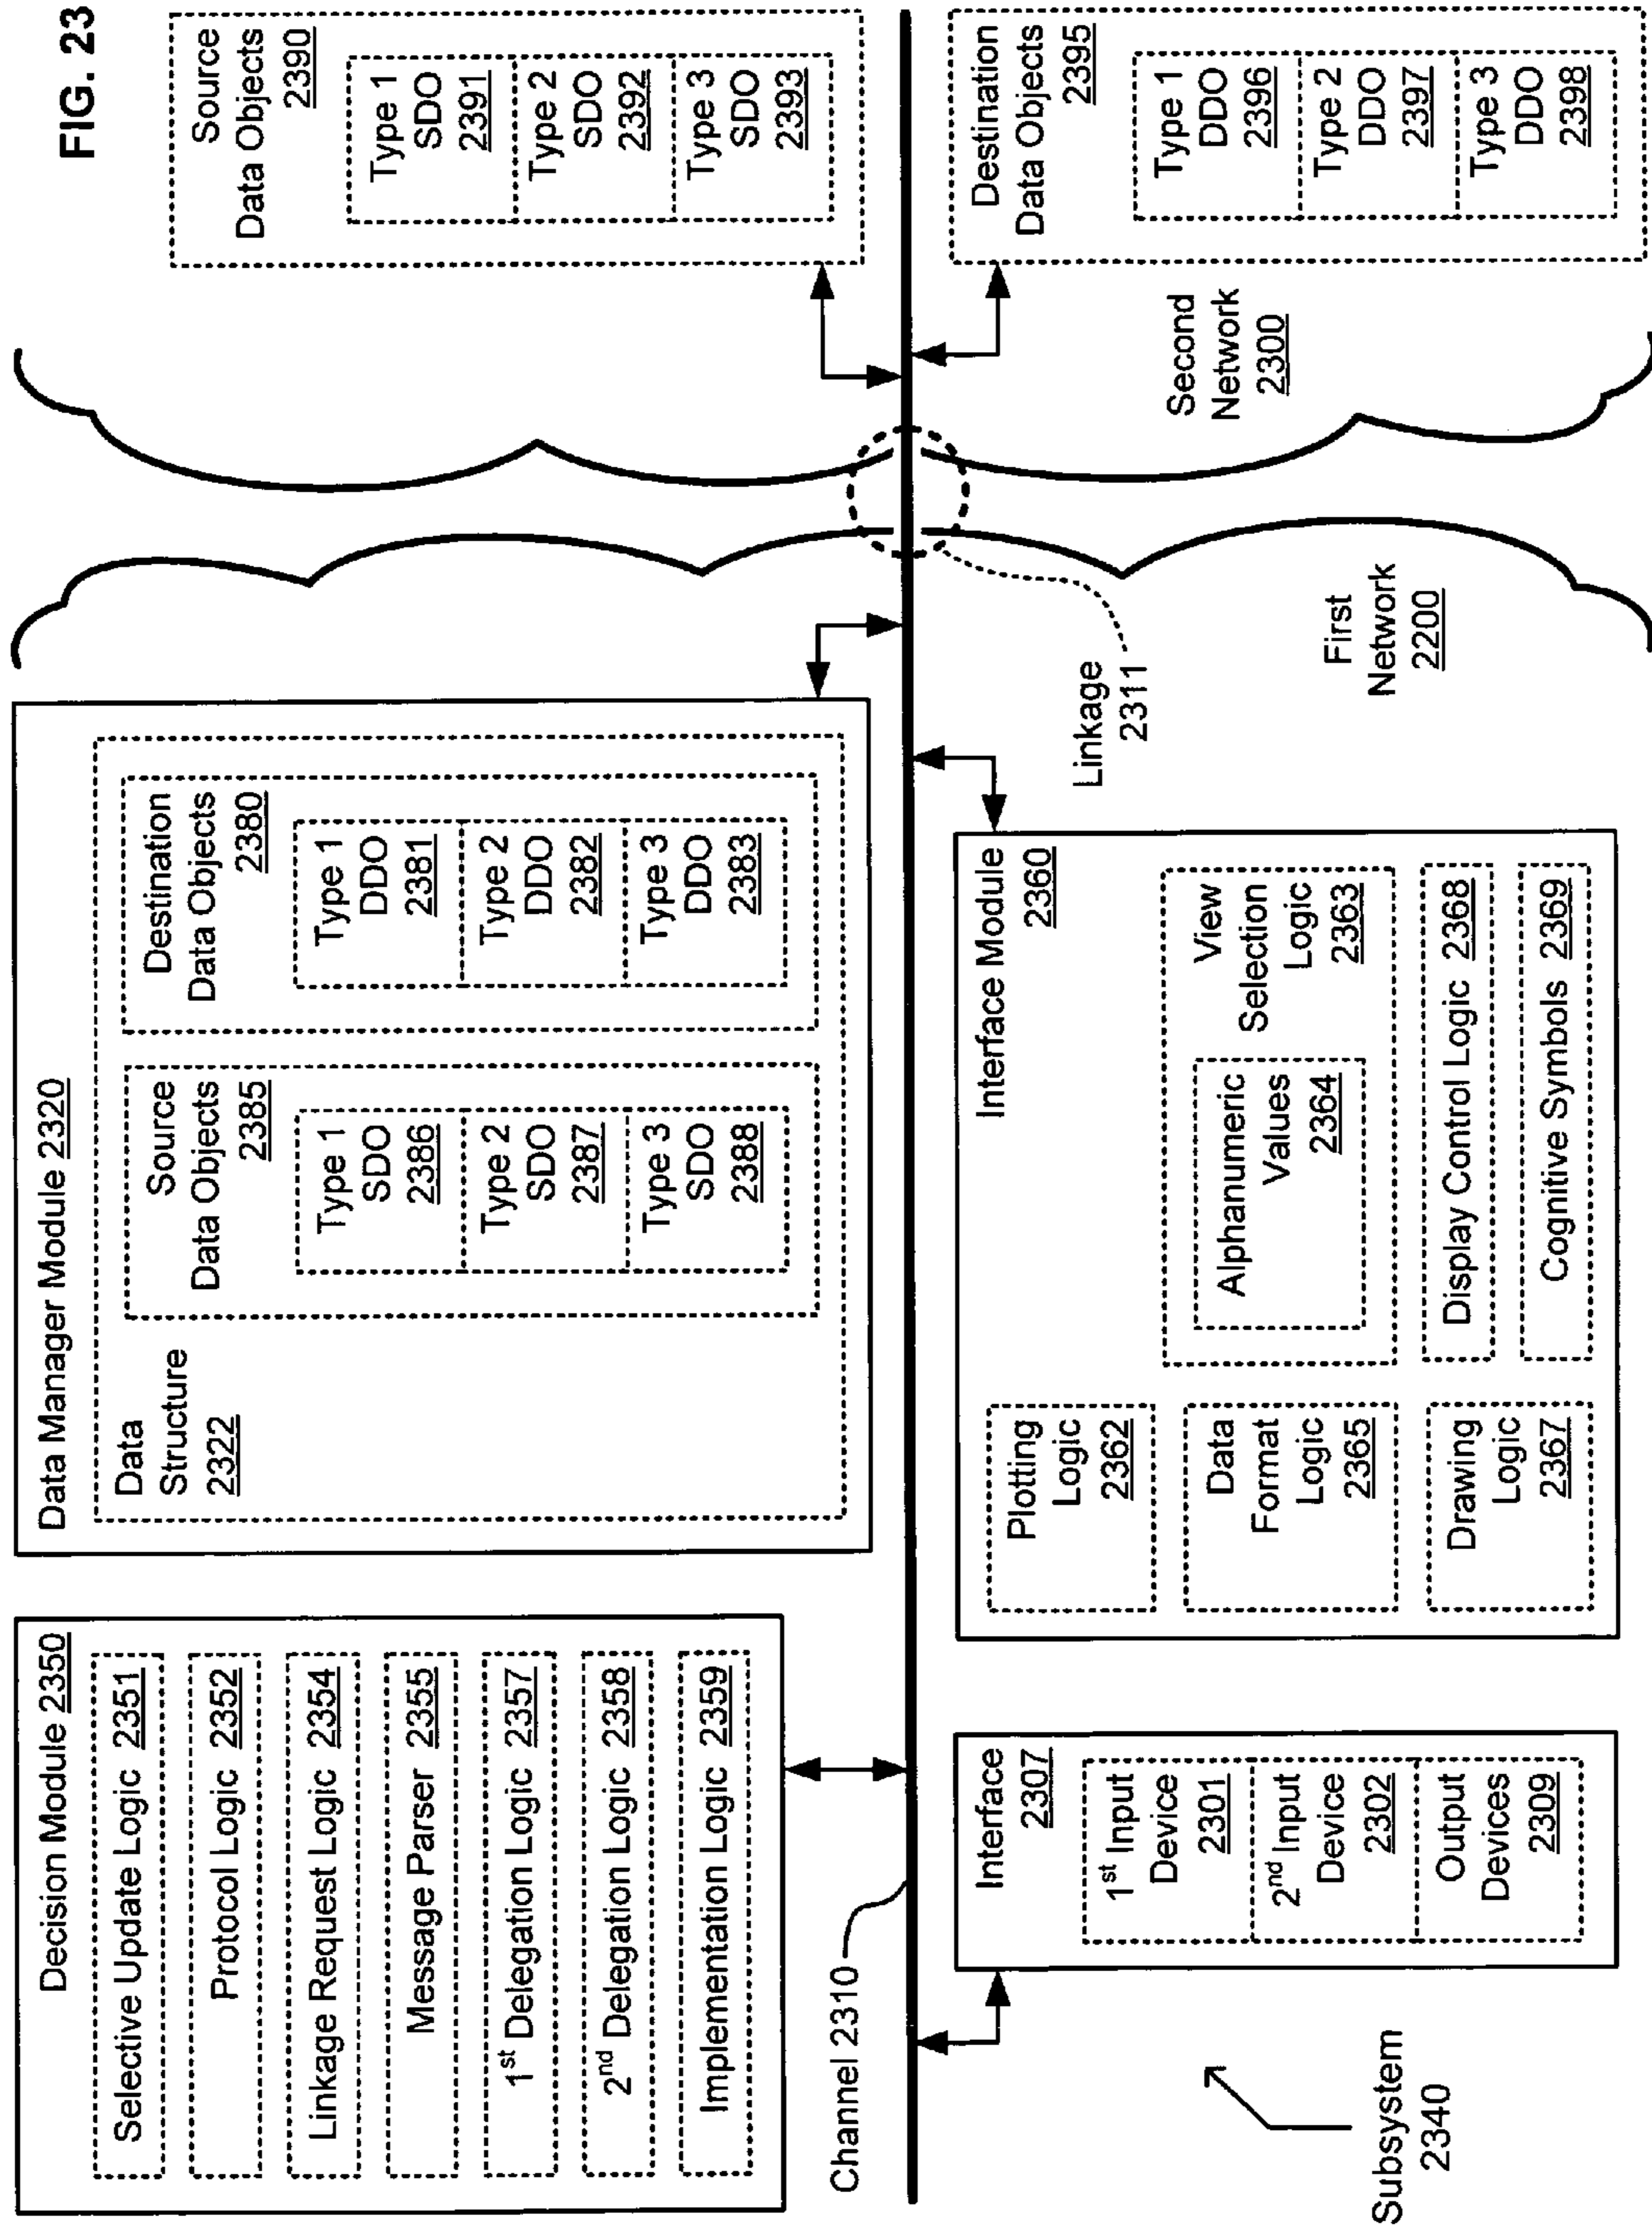 FIG. 23
Decision Module 2350
Selective Update Logic 2351
Protocol Logic 2352
Linkage Request Logic 2354
Message Parser 2355
1st Delegation Logic 2357
2nd Delegation Logic 2358
Implementation Logic 2359
Data Manager Module 2320
Data
Structure
2322
Source
Data Objects
2385
Type 1
SDO
2386
Type 2
SDO
2387
Type 3
SDO
2388
Destination
Data Objects
2380
Type 1
DDO
2381
Type 2
DDO
2382
Type 3
DDO
2383
Source
Data Objects
2390
Type 1
SDO
2391
Type 2
SDO
2392
Type 3
SDO
2393
Channel 2310
Interface
2307
1st Input
Device
2301
2nd Input
Device
2302
Output
Devices
2309
Interface Module
2360
Plotting
Logic
2362
Data
Format
Logic
2365
Drawing
Logic
2367
Alphanumeric
Values
2364
View
Selection
Logic
2363
Display Control Logic 2368
Cognitive Symbols 2369
Linkage
2311
First
Network
2200
Second
Network
2300
Destination
Data Objects
2395
Type 1
DDO
2396
Type 2
DDO
2397
Type 3
DDO
2398
Subsystem
2340